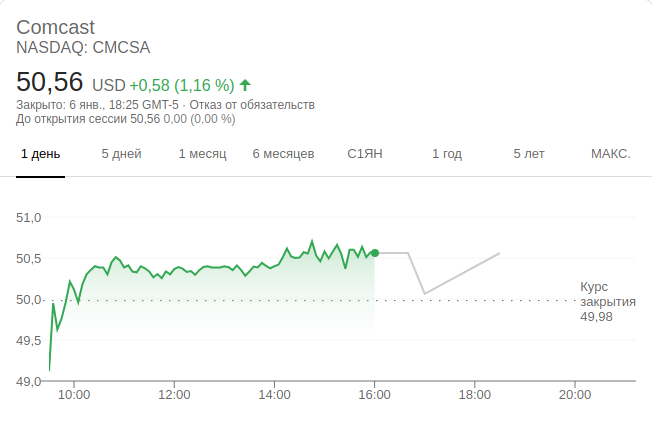 Comcast
NASDAQ: CMCSA
50,56 USD +0,58 (1,16 %)
Закрыто: 6 янв., 18:25 GMT-5 · Отказ от обязательств
До открытия сессии 50,56 0,00 (0,00 %)
1 день 5 дней 1 месяц 6 месяцев С1ЯН 1 год 5 лет МАКС.
51,0
50,5
50,0
49,5
49,0
Курс
закрытия
49,98
10:00 12:00 14:00 16:00 18:00 20:00